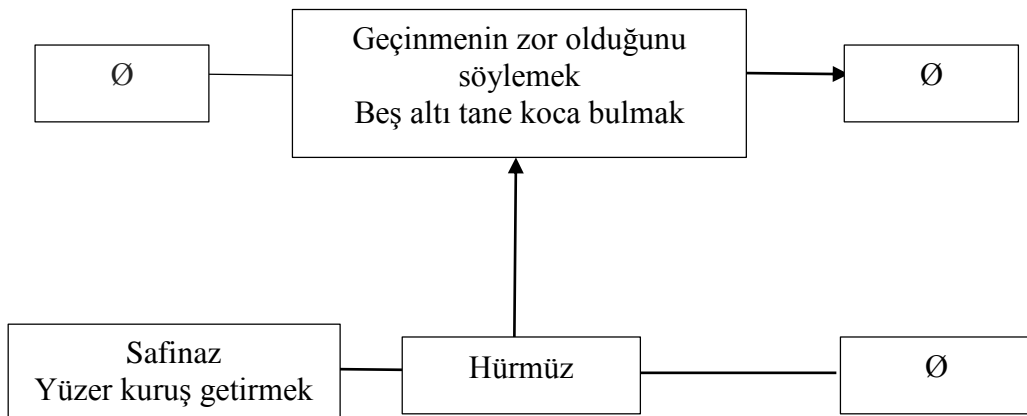 Ø
Geçinmenin zor olduğunu
söylemek
Beş altı tane koca bulmak
Ø
Safinaz
Yüzer kuruş getirmek
Hürmüz
Ø